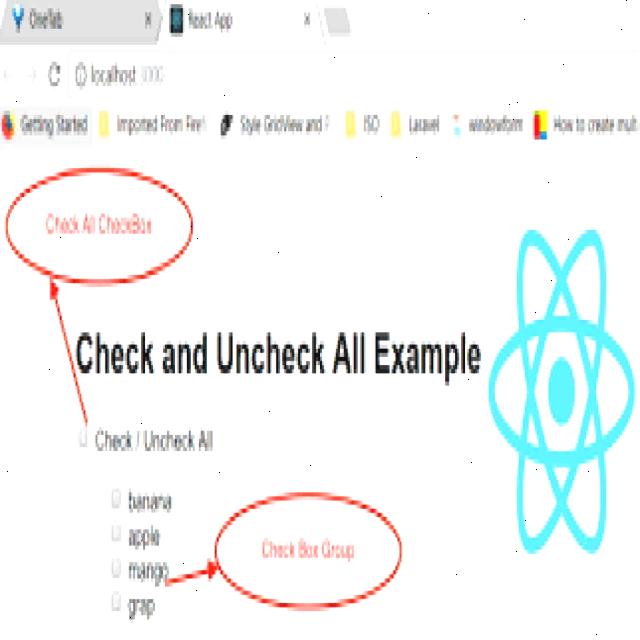 OneTab
React App
localhost:3000
Getting Started Imported From Fire Style GridView and ISO Laravel windowform How to create mult
Check All CheckBox
Check and Uncheck All Example
Check / Uncheck All
banana
apple
mango
Check Box Group
grap